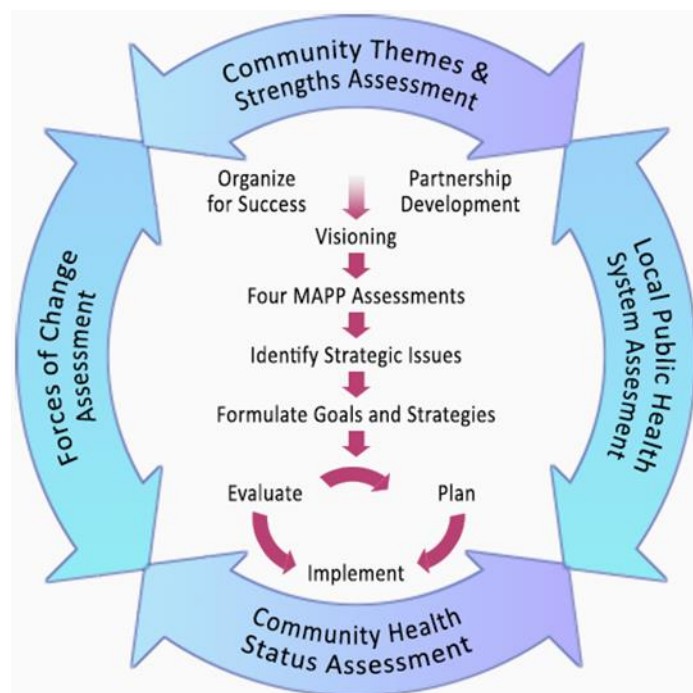 Community Themes &
Strengths Assessment
Organize
for Success
Partnership
Development
Visioning
Four MAPP Assessments
Identify Strategic Issues
Formulate Goals and Strategies
Evaluate
Plan
Implement
Forces of Change
Assessment
Local Public Health
System Assesment
Community Health
Status Assessment